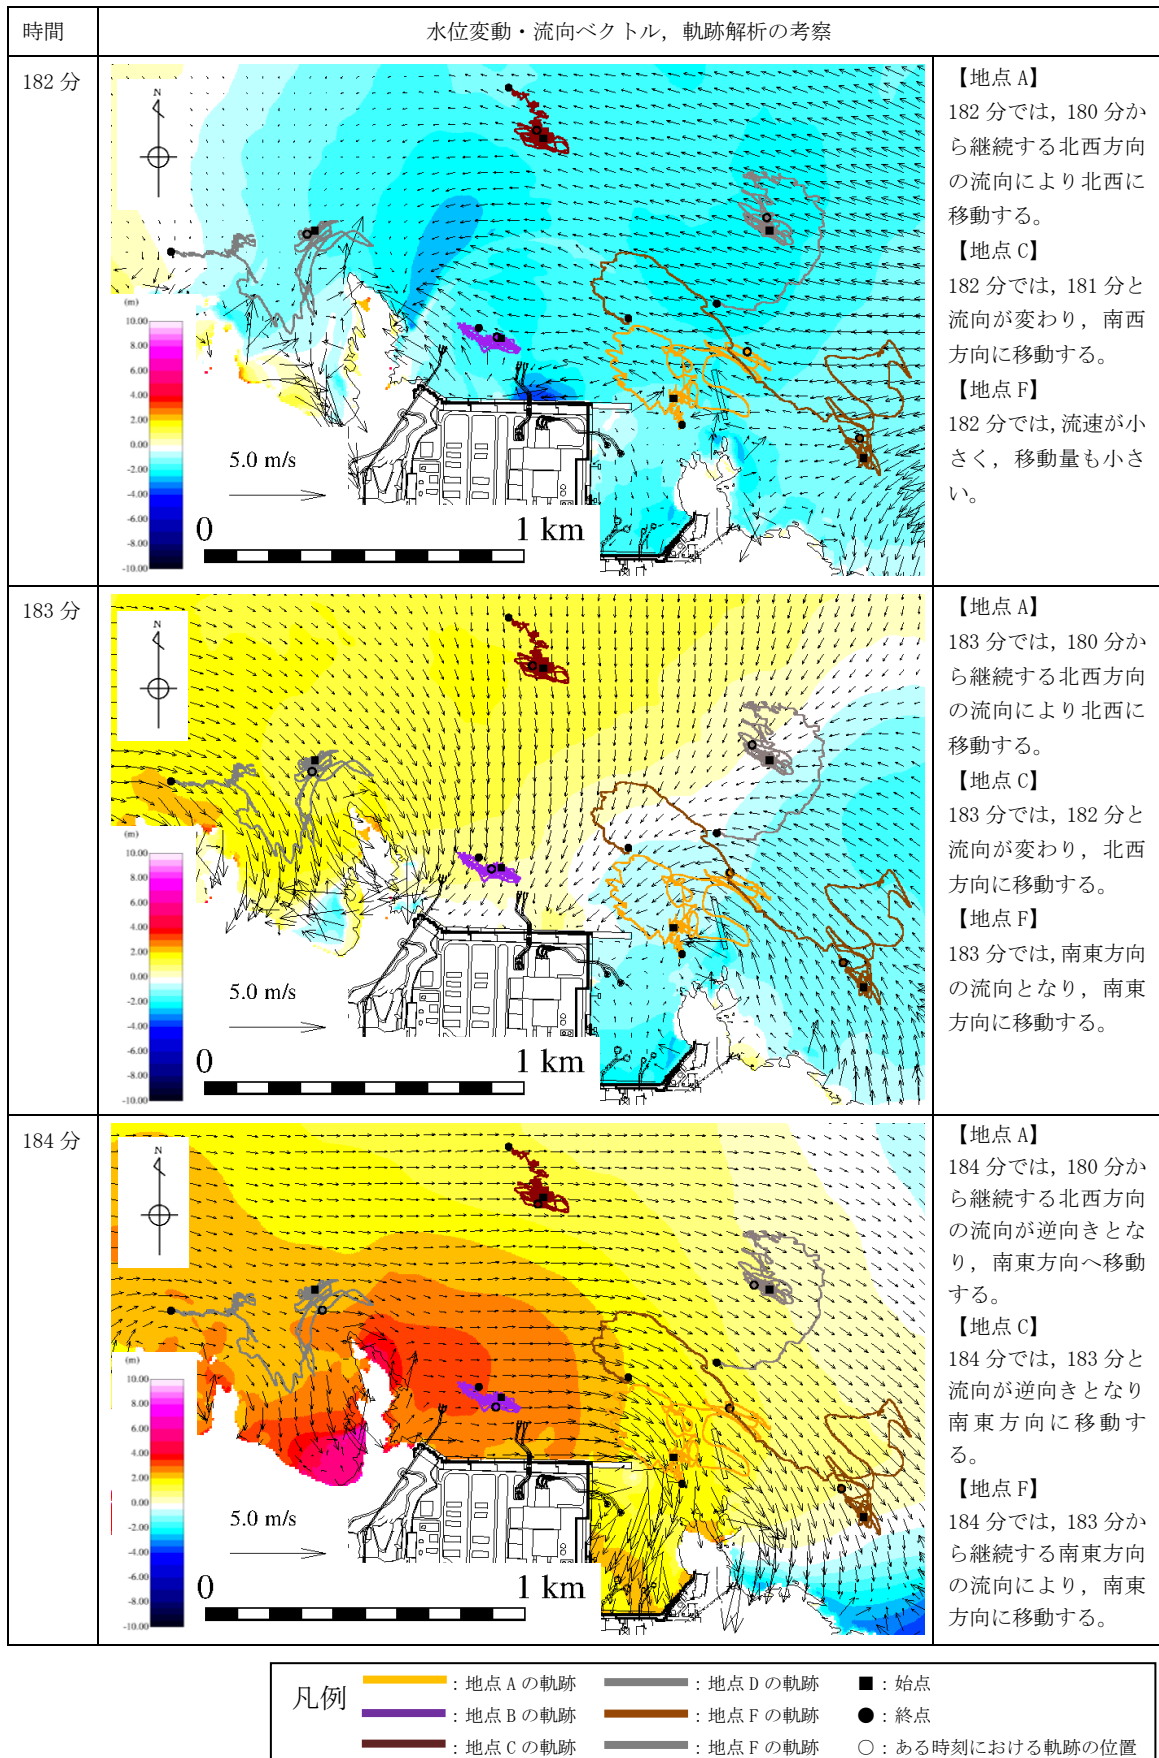 時間
水位変動・流向ベクトル，軌跡解析の考察
182 分
N
(m)
10.00
8.00
6.00
4.00
2.00
0.00
-2.00
-4.00
-6.00
-8.00
-10.00
5.0 m/s
0
1 km
【地点 A】
182 分では，180 分か
ら継続する北西方向
の流向により北西に
移動する。
【地点 C】
182 分では，181 分と
流向が変わり，南西
方向に移動する。
【地点 F】
182 分では，流速が小
さく，移動量も小さ
い。
183 分
N
(m)
10.00
8.00
6.00
4.00
2.00
0.00
-2.00
-4.00
-6.00
-8.00
-10.00
5.0 m/s
0
1 km
【地点 A】
183 分では，180 分か
ら継続する北西方向
の流向により北西に
移動する。
【地点 C】
183 分では，182 分と
流向が変わり，北西
方向に移動する。
【地点 F】
183 分では，南東方向
の流向となり，南東
方向に移動する。
184 分
N
(m)
10.00
8.00
6.00
4.00
2.00
0.00
-2.00
-4.00
-6.00
-8.00
-10.00
5.0 m/s
0
1 km
【地点 A】
184 分では，180 分か
ら継続する北西方向
の流向が逆向きとな
り，南東方向へ移動
する。
【地点 C】
184 分では，183 分と
流向が逆向きとなり
南東方向に移動す
る。
【地点 F】
184 分では，183 分か
ら継続する南東方向
の流向により，南東
方向に移動する。
凡例
：地点 A の軌跡
：地点 D の軌跡
■：始点
：地点 B の軌跡
：地点 F の軌跡
●：終点
：地点 C の軌跡
：地点 F の軌跡
○：ある時刻における軌跡の位置